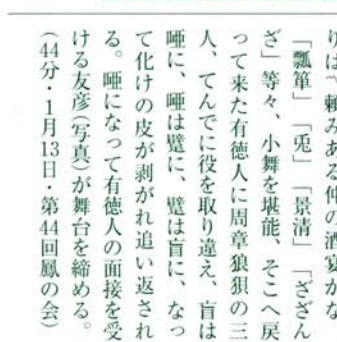 りは〝頼みある仲の酒宴かな
「瓢箪」「兎」「景清」「ざざん
ざ」等々、小舞を堪能、そこへ戻
って来た有徳人に周章狼狽の三
人、てんでに役を取り違え、盲は
唖に、唖は躄に、躄は盲に、なっ
て化けの皮が剥がれ追い返され
る。唖になって有徳人の面接を受
ける友彦(写真)が舞台を締める。
(44分・1月13日・第44回鳳の会)